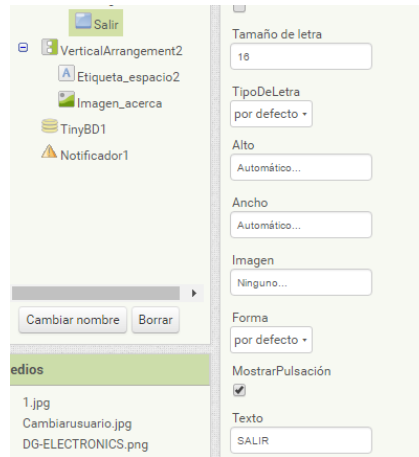 Salir
VerticalArrangement2
Etiqueta_espacio2
Imagen_acerca
TinyBD1
Notificador1
Cambiar nombre
Borrar
edios
1.jpg
Cambiarusuario.jpg
DG-ELECTRONICS.png
Tamaño de letra
16
TipoDeLetra
por defecto
Alto
Automático...
Ancho
Automático...
Imagen
Ninguno...
Forma
por defecto
MostrarPulsación
Texto
SALIR